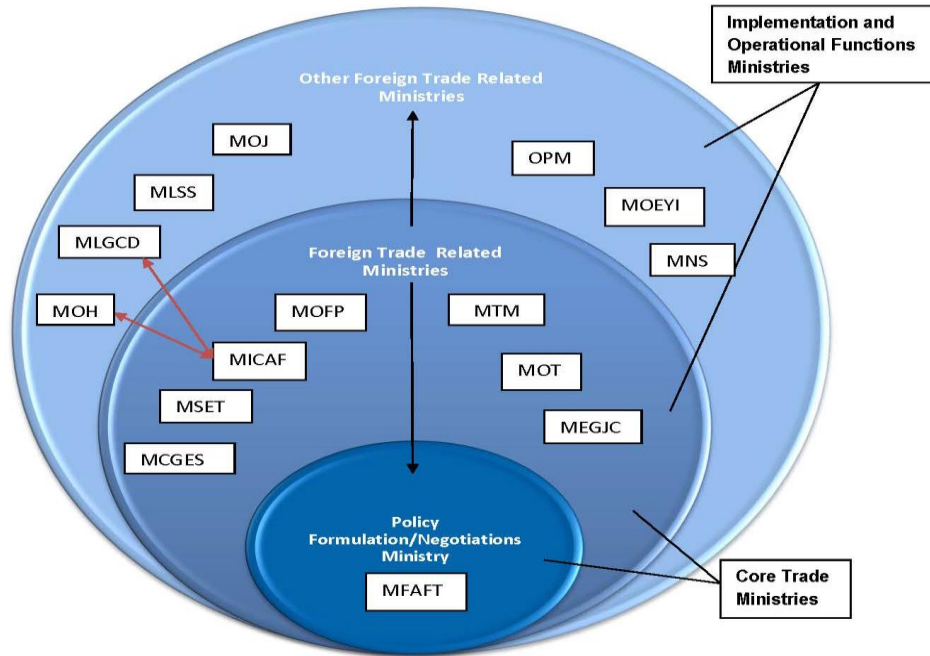 Implementation and
Operational Functions
Ministries
Other Foreign Trade Related
Ministries
MOJ
OPM
MLSS
MOEYI
MLGCD
MNS
Foreign Trade Related
Ministries
MOH
MOFP
MTM
MICAF
MOT
MSET
MEGJC
MCGES
Policy
Formulation/Negotiations
Ministry
MFAFT
Core Trade
Ministries